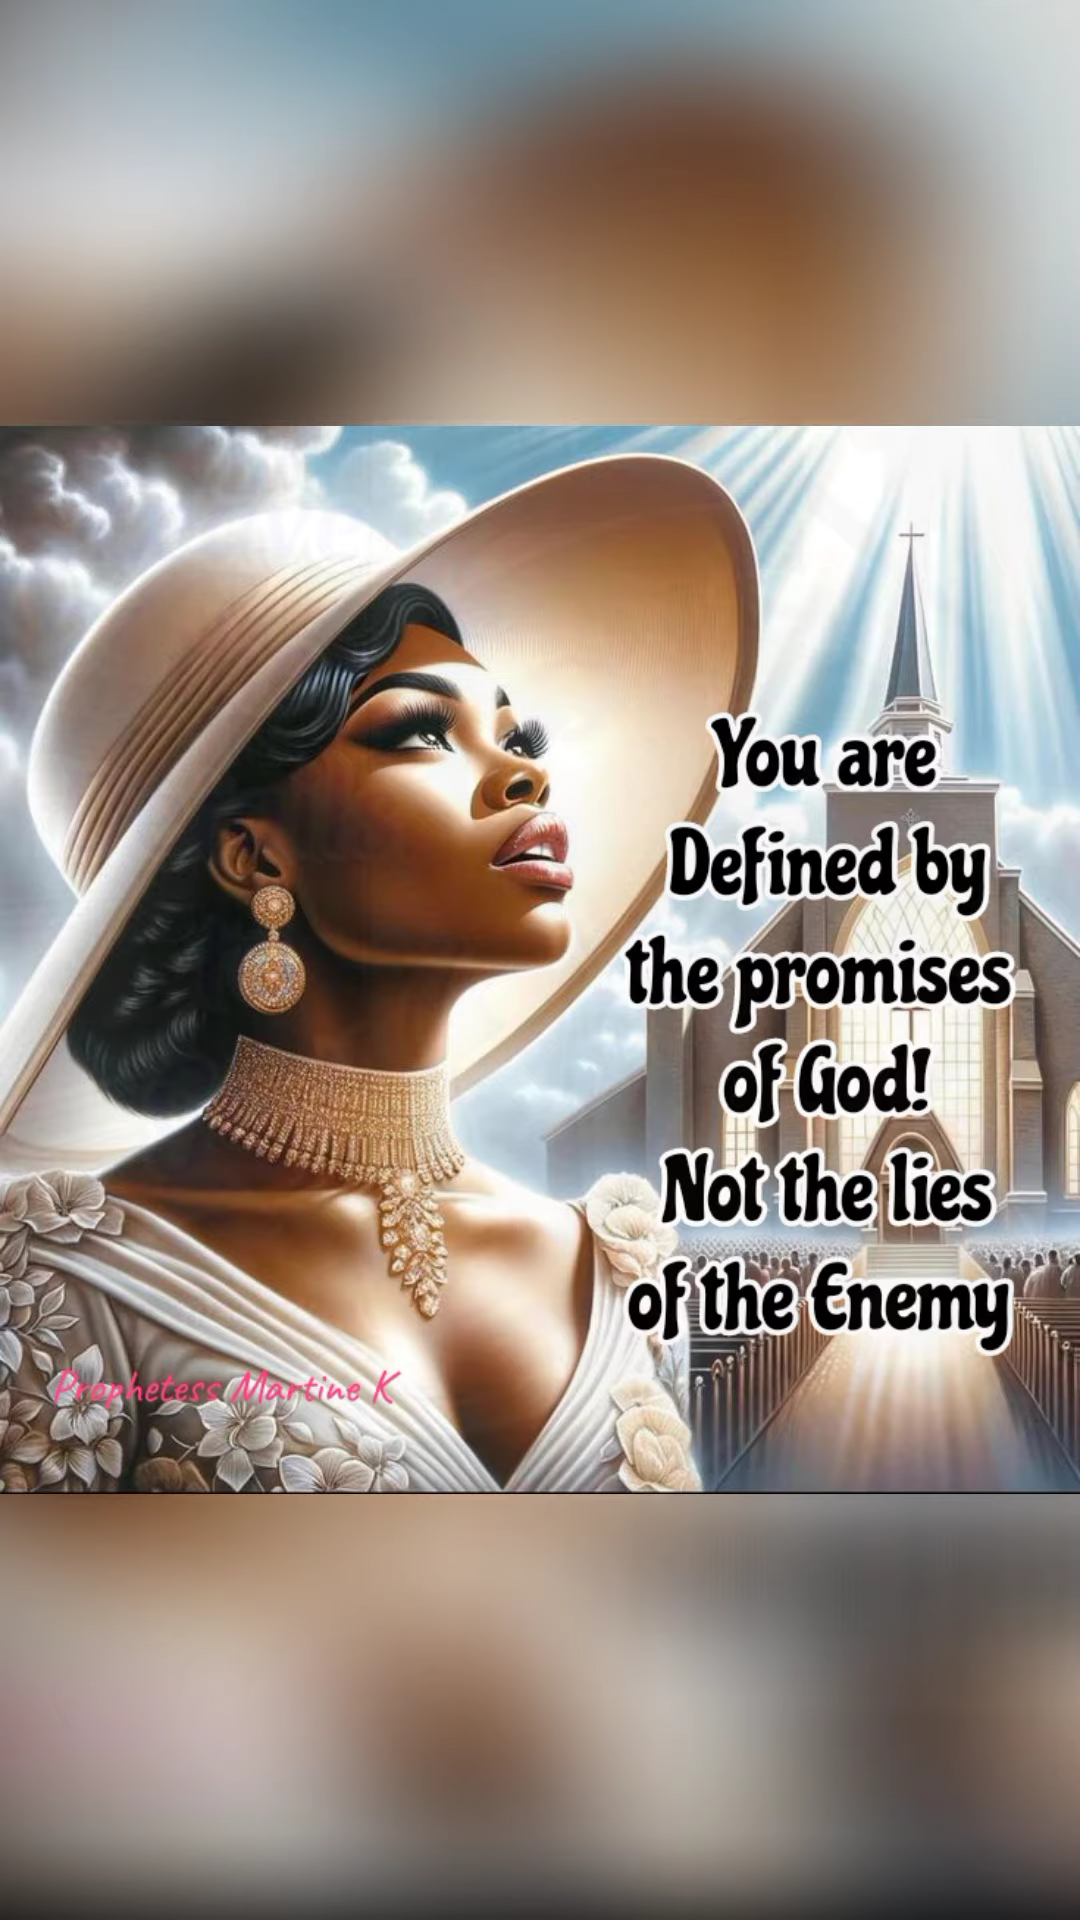 You are
Defined by
the promises
of God!
Not the lies
of the Enemy
Prophetess Martine K